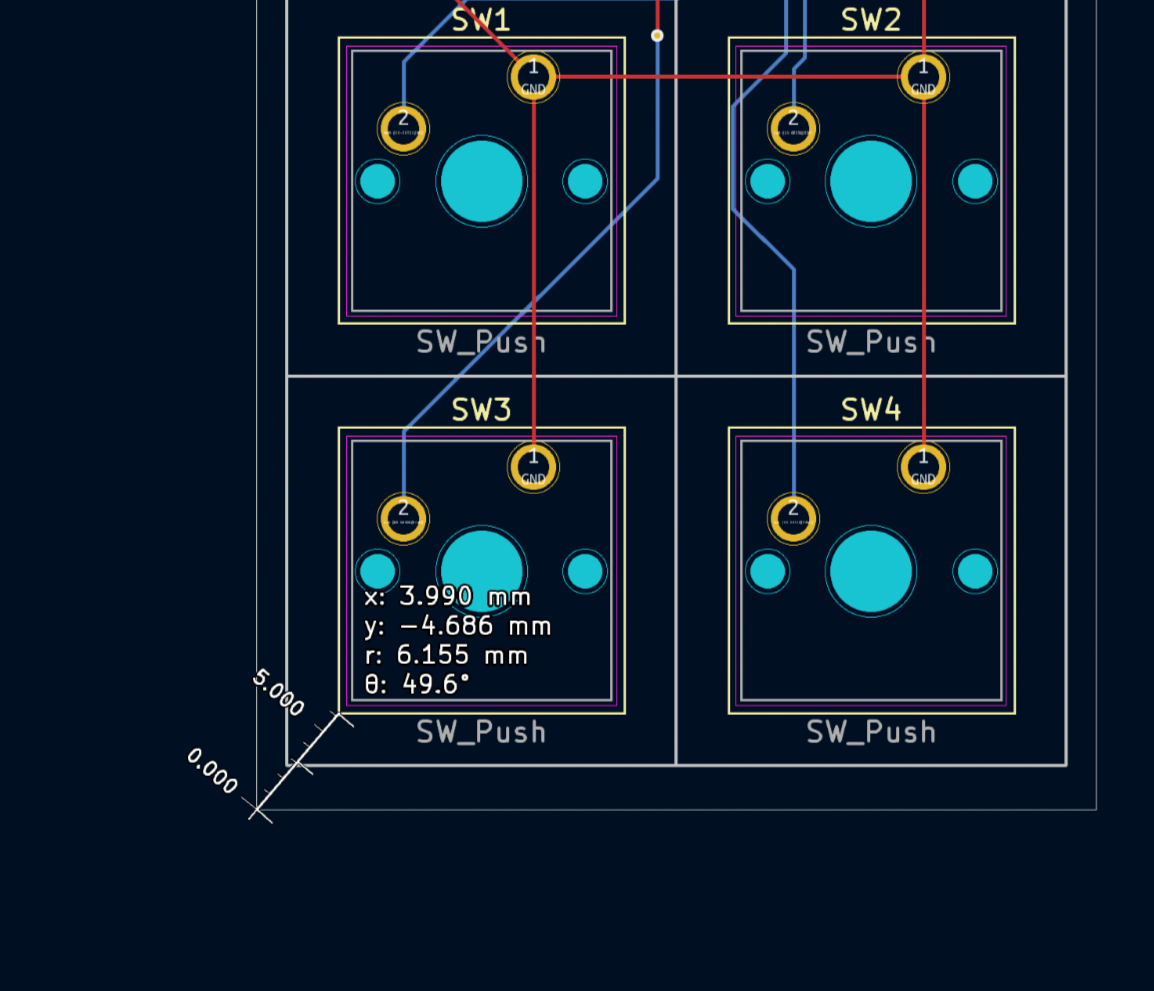 SW1
SW2
1
GND
1
GND
2
2
SW_Push
SW_Push
SW3
SW4
1
GND
1
GND
2
2
x: 3.990 mm
y: −4.686 mm
r: 6.155 mm
θ: 49.6°
5.000
SW_Push
SW_Push
0.000